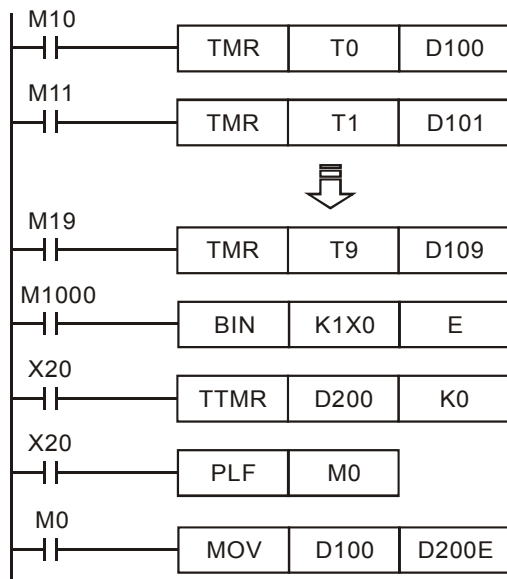 M10
TMR T0 D100
M11
TMR T1 D101
M19
TMR T9 D109
M1000
BIN K1X0 E
X20
TTMR D200 K0
X20
PLF M0
M0
MOV D100 D200E